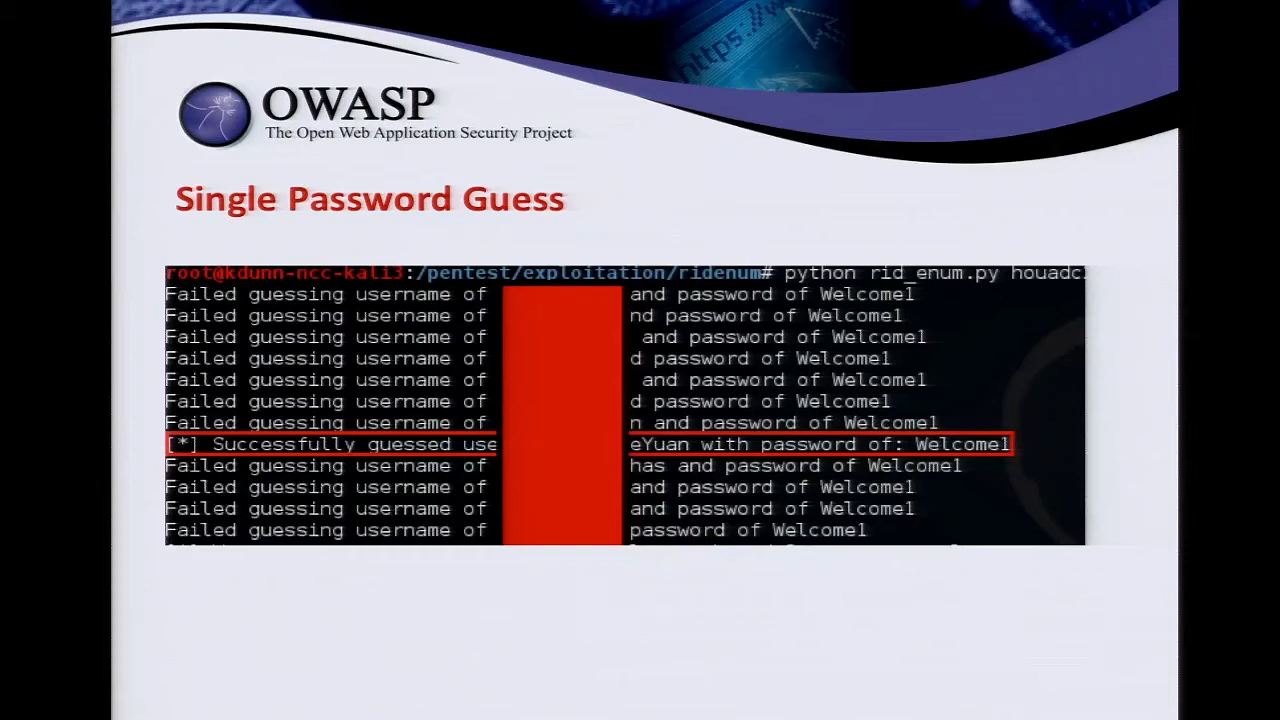 https://w
OWASP
The Open Web Application Security Project
Single Password Guess
root@kdunn-ncc-kali3:/pentest/exploitation/ridenum# python rid_enum.py houadc
Failed guessing username of and password of Welcome1
Failed guessing username of nd password of Welcome1
Failed guessing username of and password of Welcome1
Failed guessing username of d password of Welcome1
Failed guessing username of and password of Welcome1
Failed guessing username of d password of Welcome1
Failed guessing username of n and password of Welcome1
[*] Successfully guessed use eYuan with password of: Welcome1
Failed guessing username of has and password of Welcome1
Failed guessing username of and password of Welcome1
Failed guessing username of and password of Welcome1
Failed guessing username of password of Welcome1